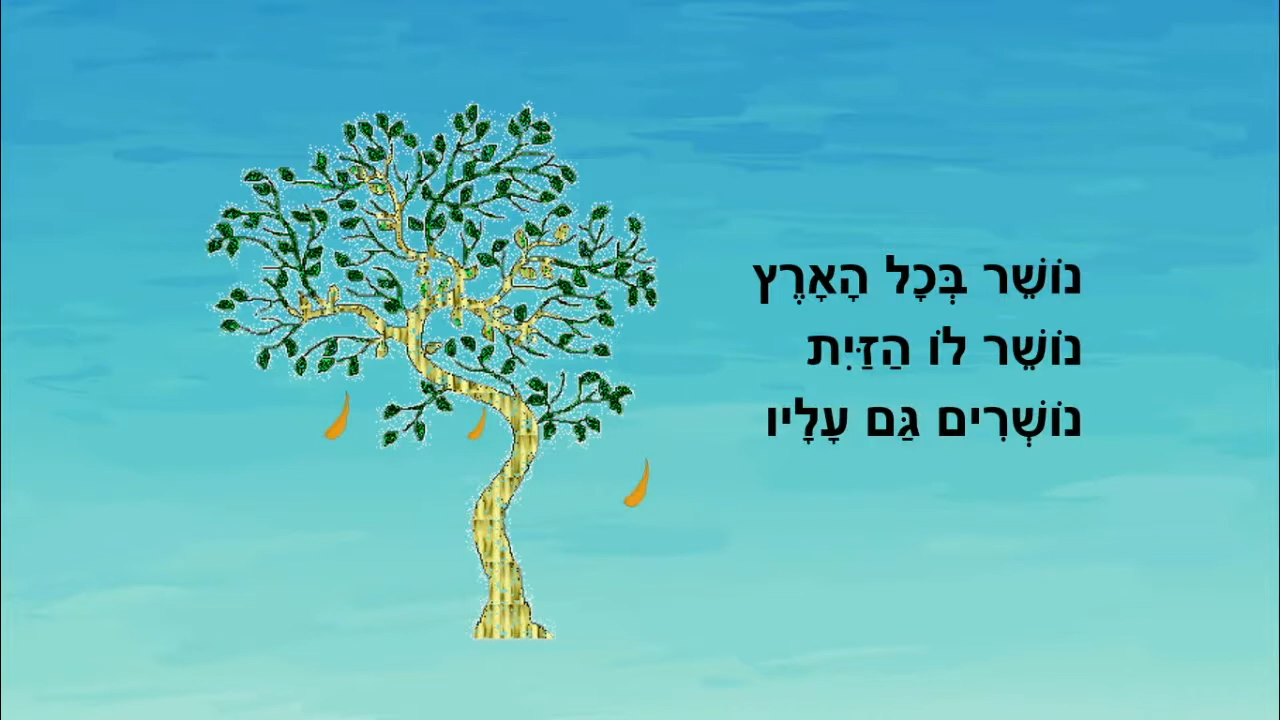 נוֹשֵׁר בְּכָל הָאָרֶץ
נוֹשֵׁר לוֹ הַזַּיִת
נוֹשְׁרִים גַּם עָלָיו